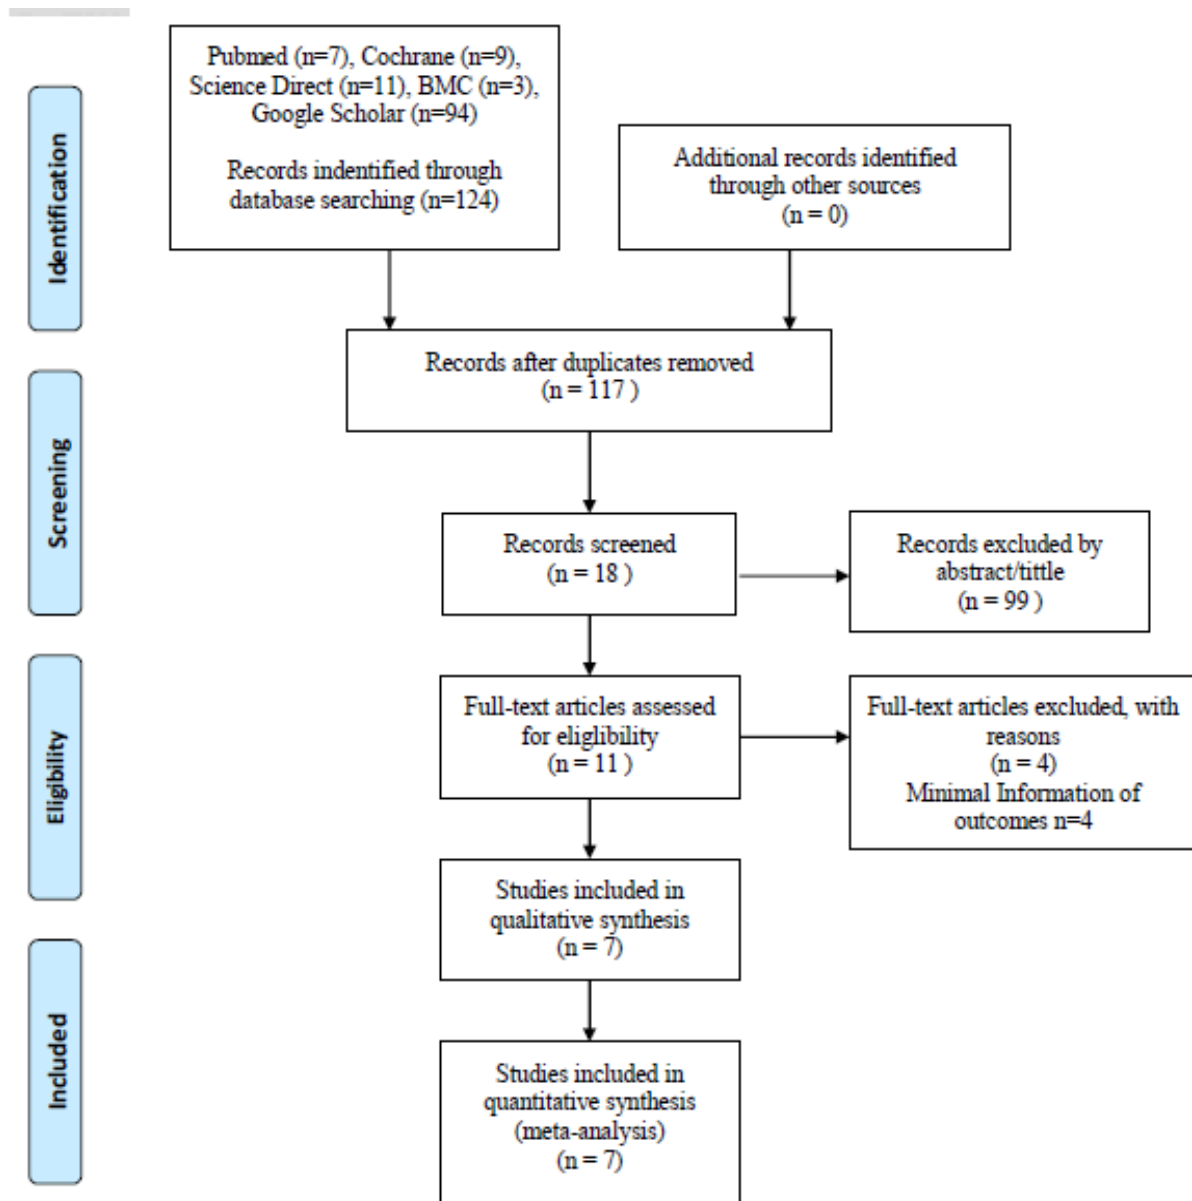 Pubmed (n=7), Cochrane (n=9),
Science Direct (n=11), BMC (n=3),
Google Scholar (n=94)
Records indentified through
database searching (n=124)
Additional records identified
through other sources
(n = 0)
Identification
Records after duplicates removed
(n = 117 )
Screening
Records screened
(n = 18 )
Records excluded by
abstract/tittle
(n = 99 )
Eligibility
Full-text articles assessed
for eliglibility
(n = 11 )
Full-text articles excluded, with
reasons
(n = 4)
Minimal Information of
outcomes n=4
Studies included in
qualitative synthesis
(n = 7)
Included
Studies included in
quantitative synthesis
(meta-analysis)
(n = 7)